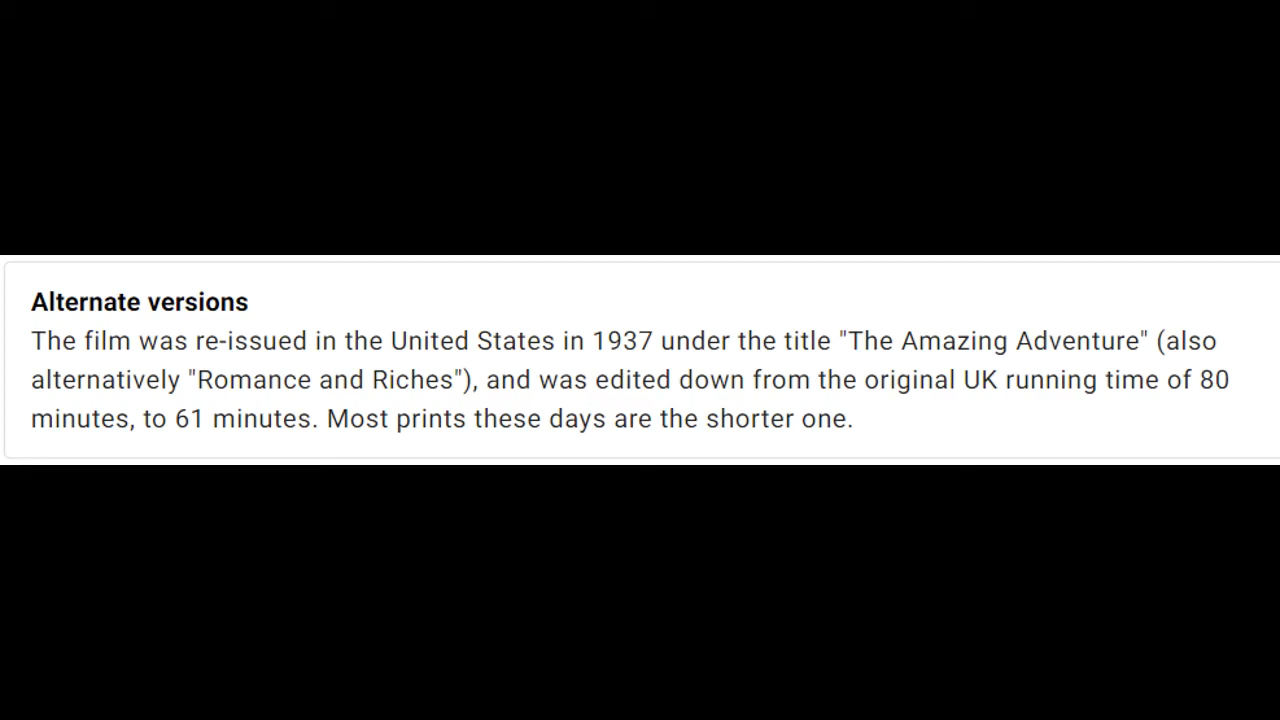 Alternate versions
The film was re-issued in the United States in 1937 under the title "The Amazing Adventure" (also
alternatively "Romance and Riches"), and was edited down from the original UK running time of 80
minutes, to 61 minutes. Most prints these days are the shorter one.